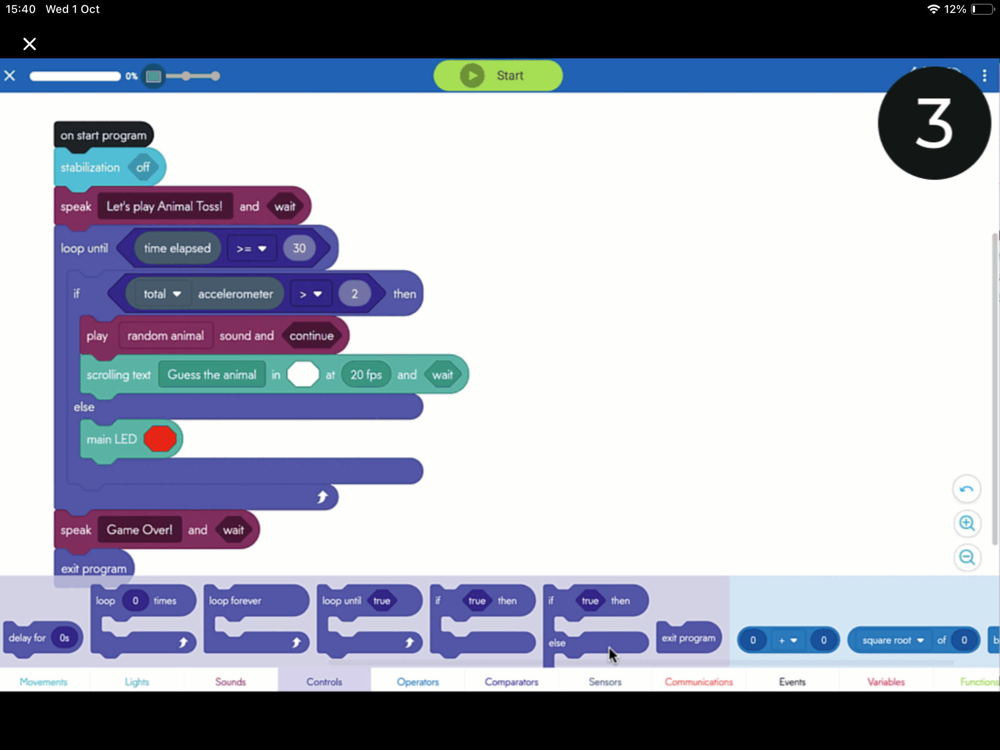 15:40 Wed 1 Oct 12%
0% Start
3
on start program
stabilization off
speak Let's play Animal Toss! and wait
loop until time elapsed >= 30
if total accelerometer > 2 then
play random animal sound and continue
scrolling text Guess the animal in at 20 fps and wait
else
main LED
speak Game Over! and wait
exit program
loop 0 times loop forever loop until true if true then if true then
delay for 0s else exit program 0 + 0 square root of 0 b
Movements Lights Sounds Controls Operators Comparators Sensors Communications Events Variables Functions